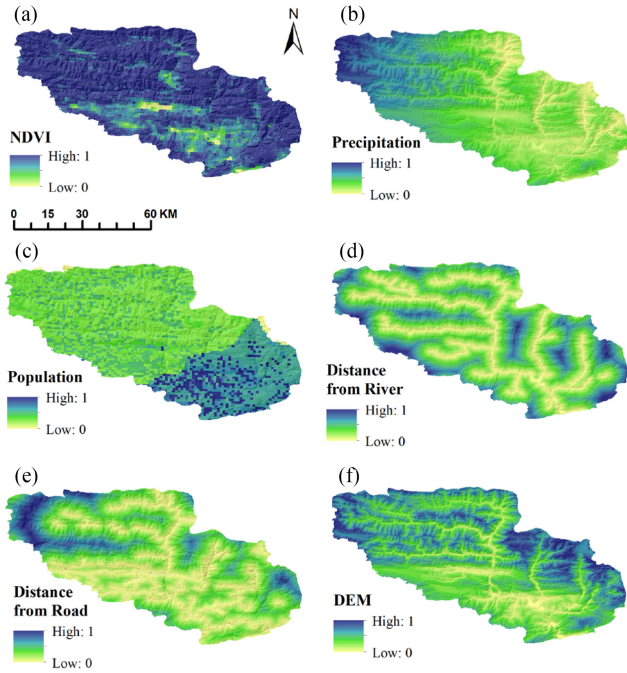 (a)
N
(b)
NDVI
High: 1
Low: 0
Precipitation
High: 1
Low: 0
0 15 30 60 KM
(c)
(d)
Population
High: 1
Low: 0
Distance
from River
High: 1
Low: 0
(e)
(f)
Distance
from Road
High: 1
Low: 0
DEM
High: 1
Low: 0